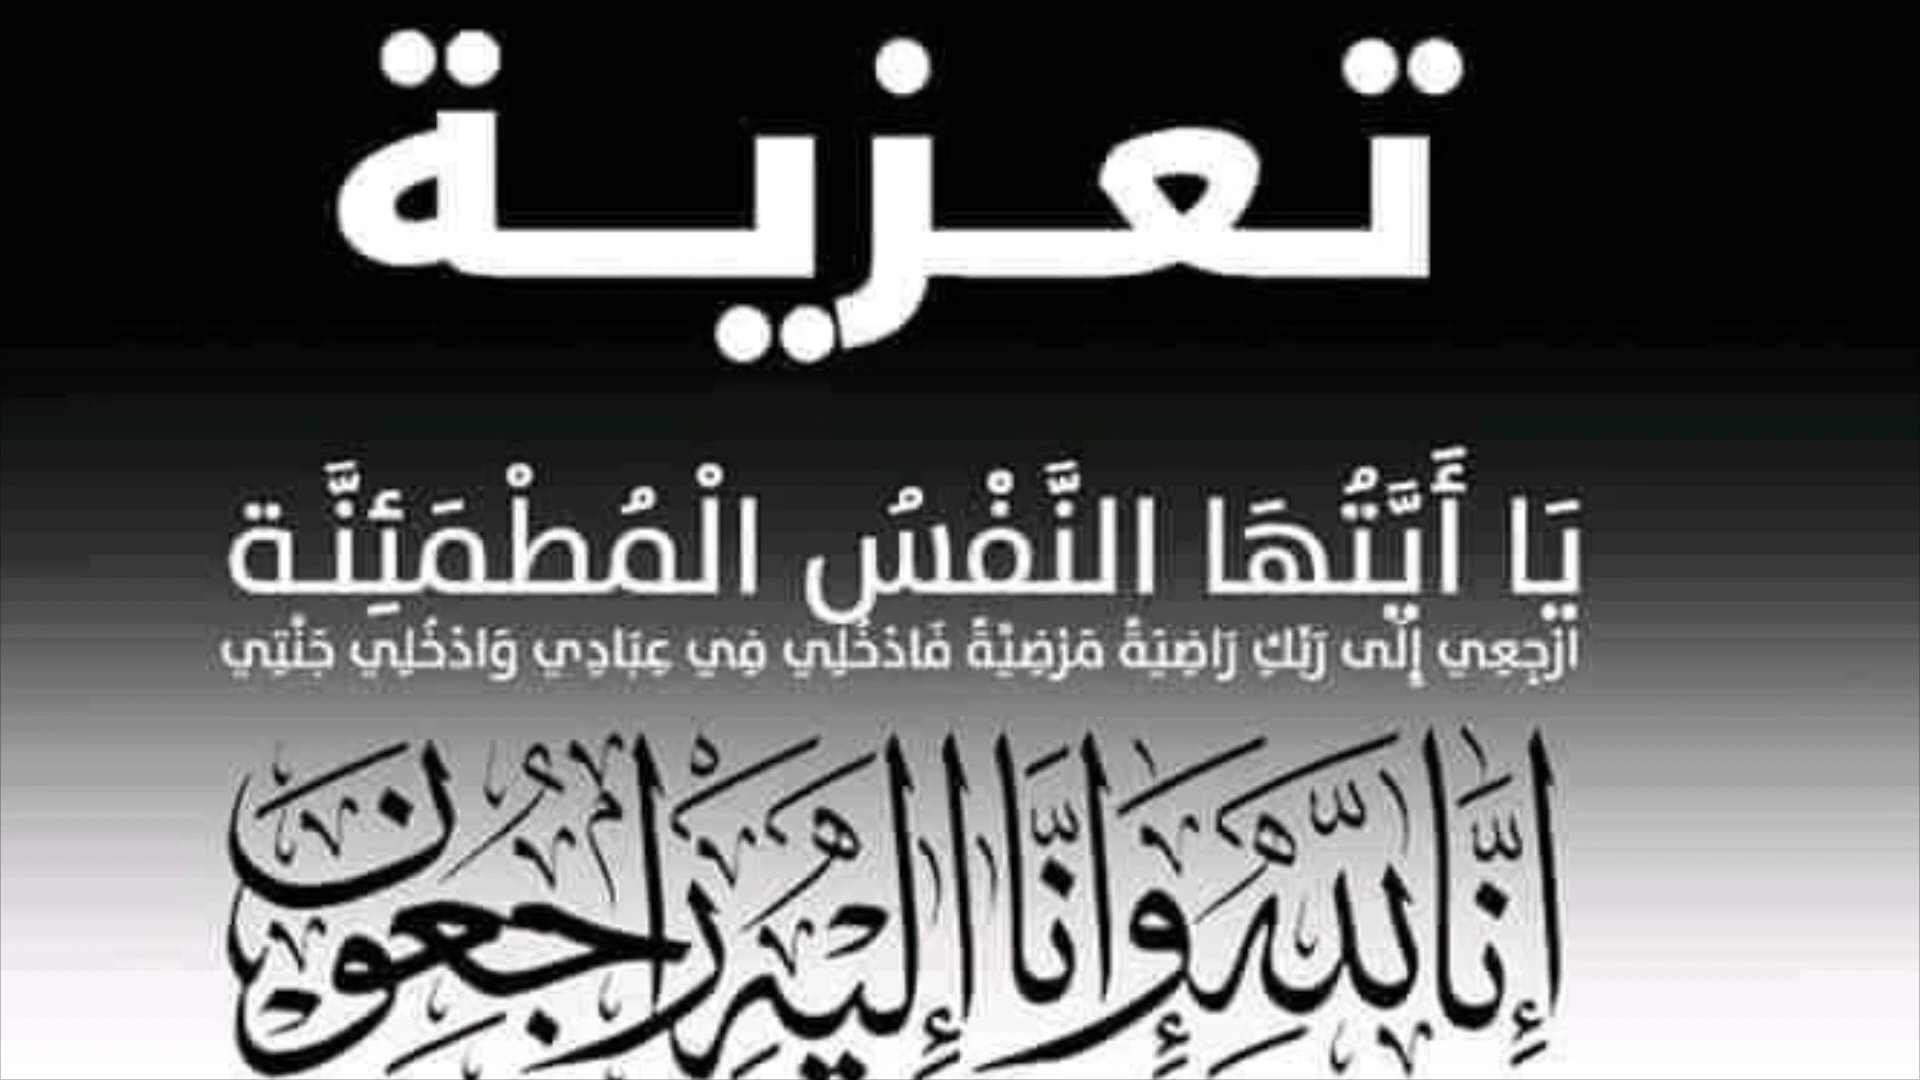 تعزية
يَا أَيَّتُهَا النَّفْسُ الْمُطْمَئِنَّة
ارْجِعِي إِلَى رَبِّكِ رَاضِيَةً مَرْضِيَّةً فَادْخُلِي فِي عِبَادِي وَادْخُلِي جَنَّتِي
إِنَّا لِلَّهِ وَإِنَّا إِلَيْهِ رَاجِعُونَ